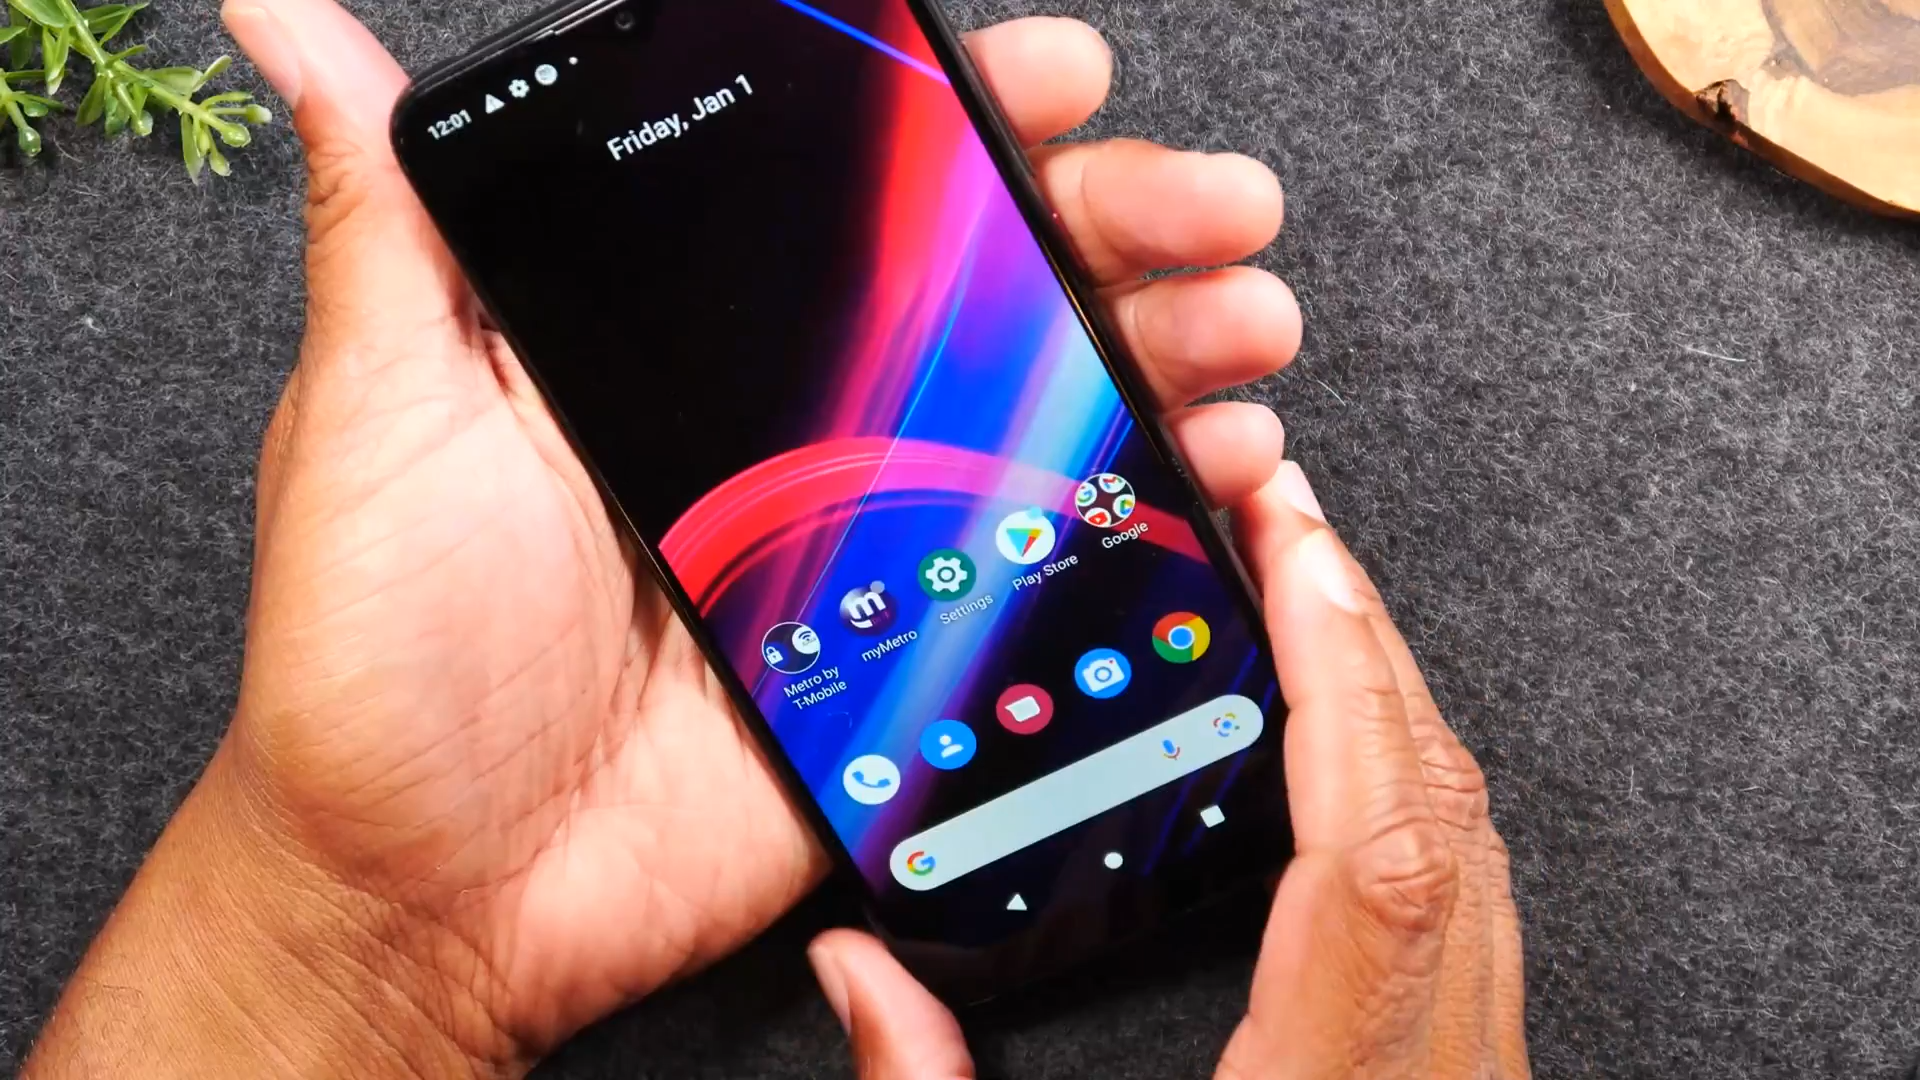 12:01
Friday, Jan 1
Google
Play Store
Settings
myMetro
Metro by
T-Mobile